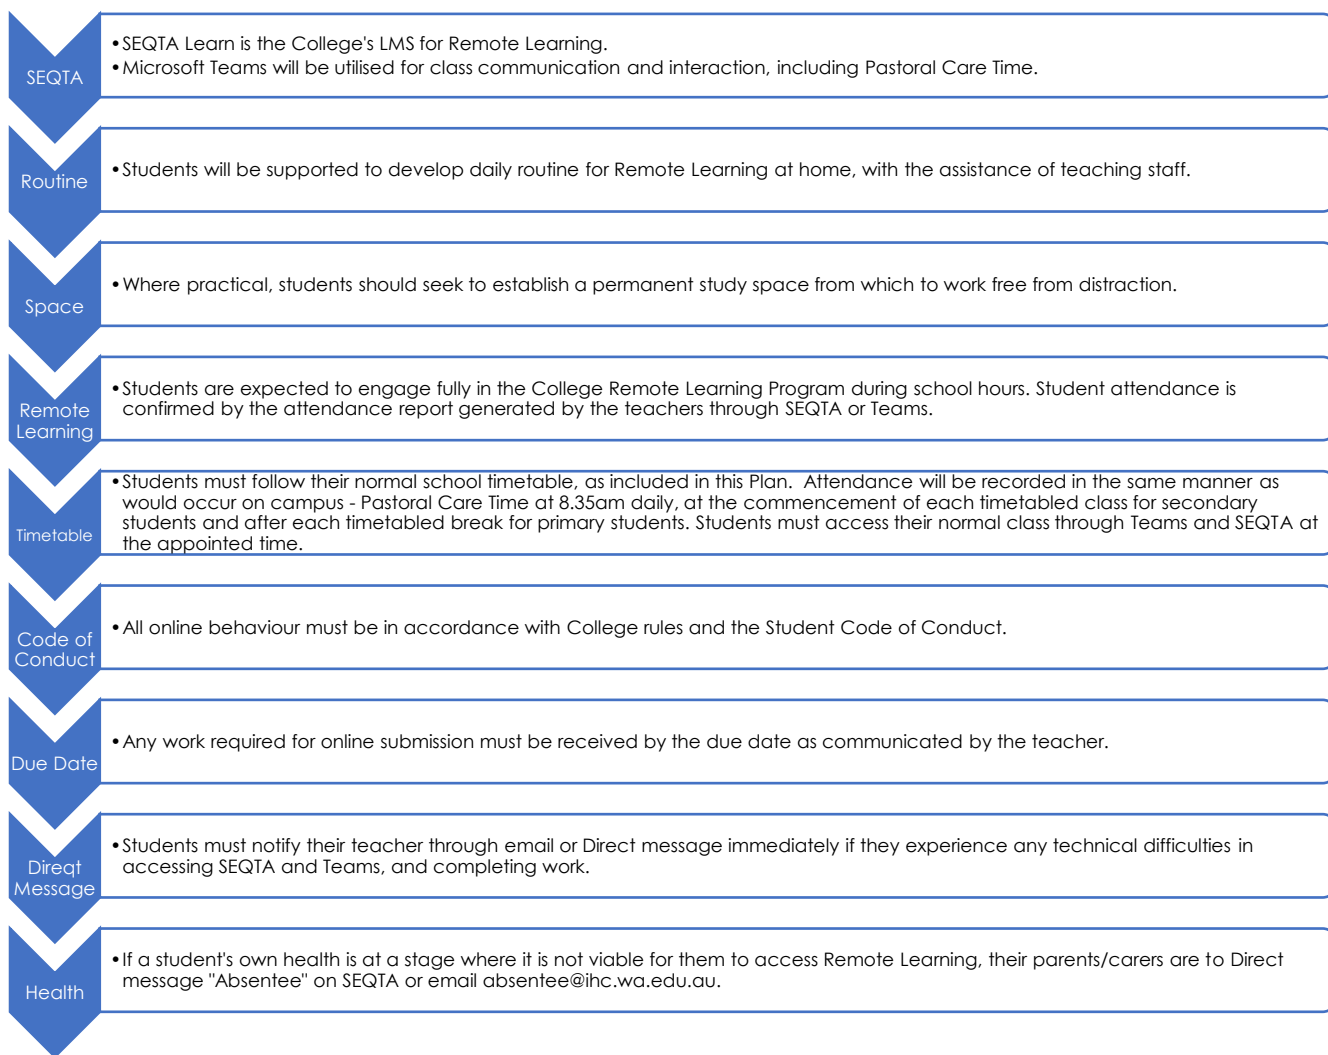 SEQTA
•SEQTA Learn is the College's LMS for Remote Learning.
•Microsoft Teams will be utilised for class communication and interaction, including Pastoral Care Time.
Routine
•Students will be supported to develop daily routine for Remote Learning at home, with the assistance of teaching staff.
Space
•Where practical, students should seek to establish a permanent study space from which to work free from distraction.
Remote
Learning
•Students are expected to engage fully in the College Remote Learning Program during school hours. Student attendance is
confirmed by the attendance report generated by the teachers through SEQTA or Teams.
Timetable
•Students must follow their normal school timetable, as included in this Plan.  Attendance will be recorded in the same manner as
would occur on campus - Pastoral Care Time at 8.35am daily, at the commencement of each timetabled class for secondary
students and after each timetabled break for primary students. Students must access their normal class through Teams and SEQTA at
the appointed time.
Code of
Conduct
•All online behaviour must be in accordance with College rules and the Student Code of Conduct.
Due Date
•Any work required for online submission must be received by the due date as communicated by the teacher.
Direqt
Message
•Students must notify their teacher through email or Direct message immediately if they experience any technical difficulties in
accessing SEQTA and Teams, and completing work.
Health
•If a student's own health is at a stage where it is not viable for them to access Remote Learning, their parents/carers are to Direct
message "Absentee" on SEQTA or email absentee@ihc.wa.edu.au.